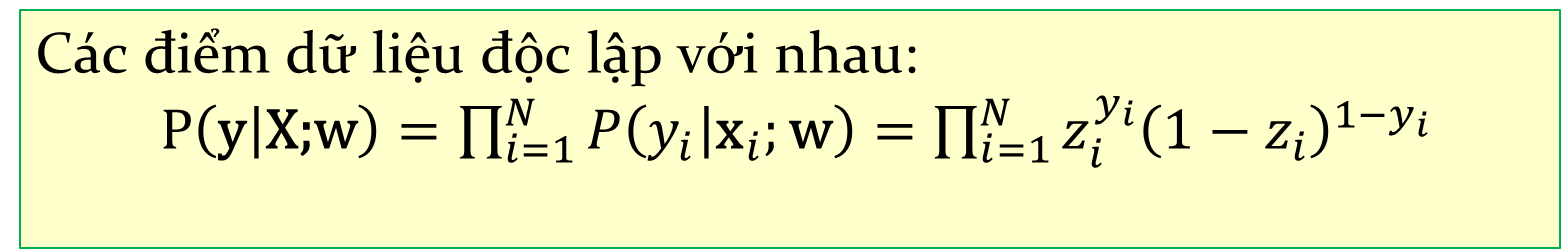 Các điểm dữ liệu độc lập với nhau:
P(y|X;w) = ∏_{i=1}^{N} P(y_i|x_i; w) = ∏_{i=1}^{N} z_i^{y_i}(1 − z_i)^{1−y_i}